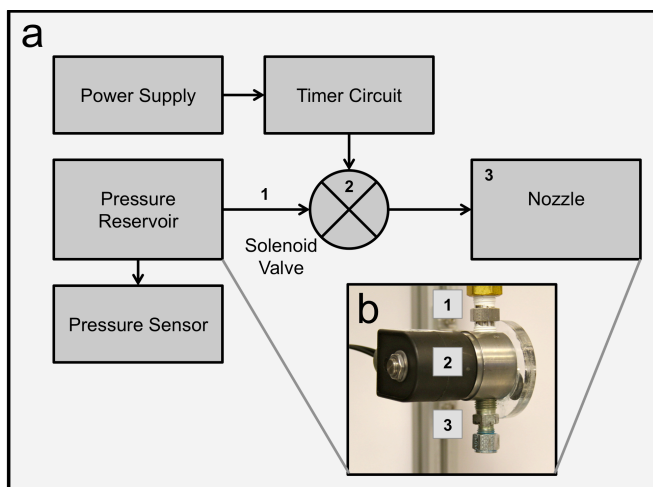 a
Power Supply
Timer Circuit
Pressure
Reservoir
1
2
3
Nozzle
Solenoid
Valve
Pressure Sensor
b
1
2
3